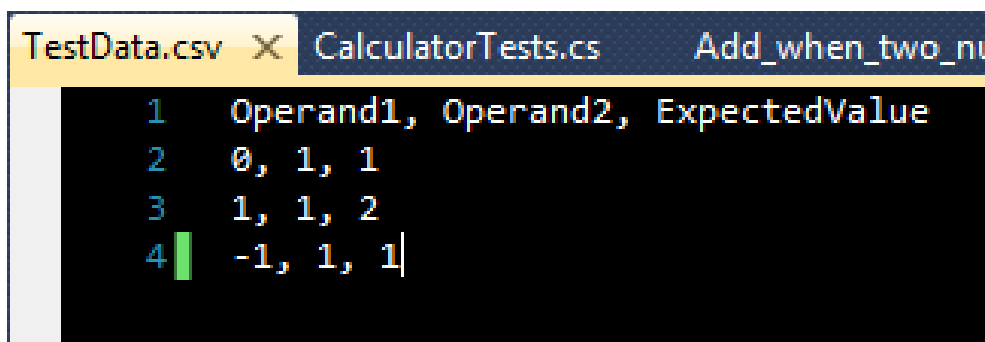 TestData.csv CalculatorTests.cs Add_when_two_nu
1 Operand1, Operand2, ExpectedValue
2 0, 1, 1
3 1, 1, 2
4 -1, 1, 1